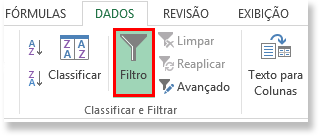 FÓRMULAS DADOS REVISÃO EXIBIÇÃO
A Z
Z A
Z A
A Z
Classificar
Filtro
Limpar
Reaplicar
Avançado
Texto para
Colunas
Classificar e Filtrar